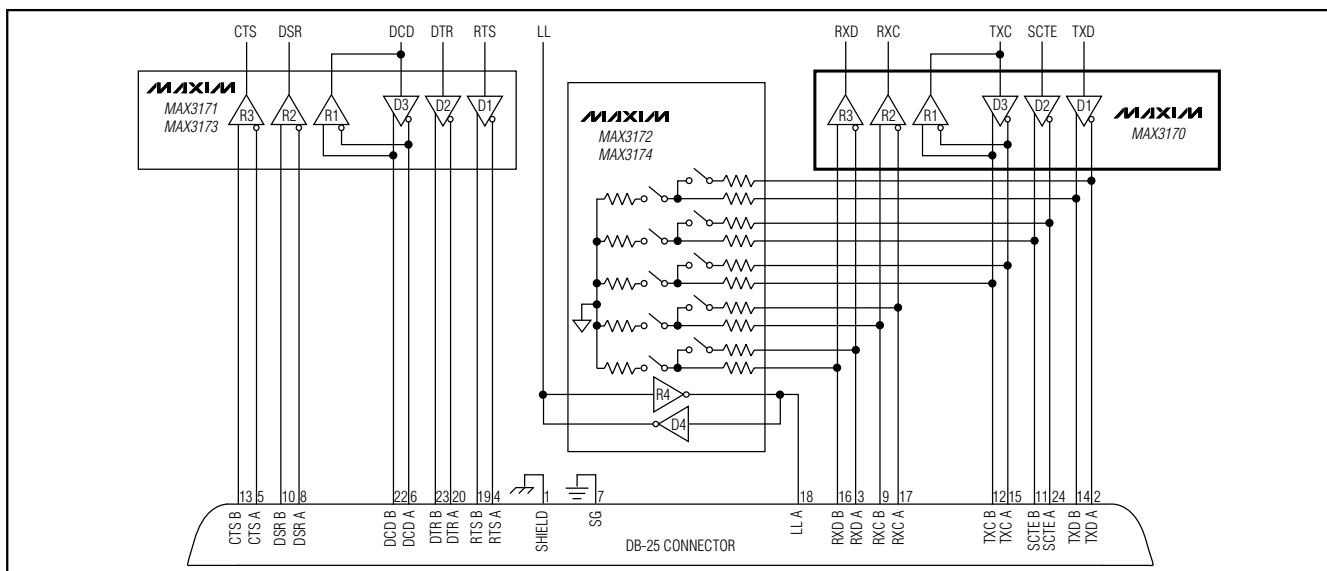 CTS DSR DCD DTR RTS LL RXD RXC TXC SCTE TXD
MAXIM
MAX3171
MAX3173
R3 R2 R1 D3 D2 D1
MAXIM
MAX3172
MAX3174
R3 R2 R1 D3 D2 D1
MAXIM
MAX3170
R4
D4
13 5 10 8 22 6 23 20 19 4 1 7 18 16 3 9 17 12 15 11 24 14 2
CTS B
CTS A
DSR B
DSR A
DCD B
DCD A
DTR B
DTR A
RTS B
RTS A
SHIELD
SG
LL A
RXD B
RXD A
RXC B
RXC A
TXC B
TXC A
SCTE B
SCTE A
TXD B
TXD A
DB-25 CONNECTOR